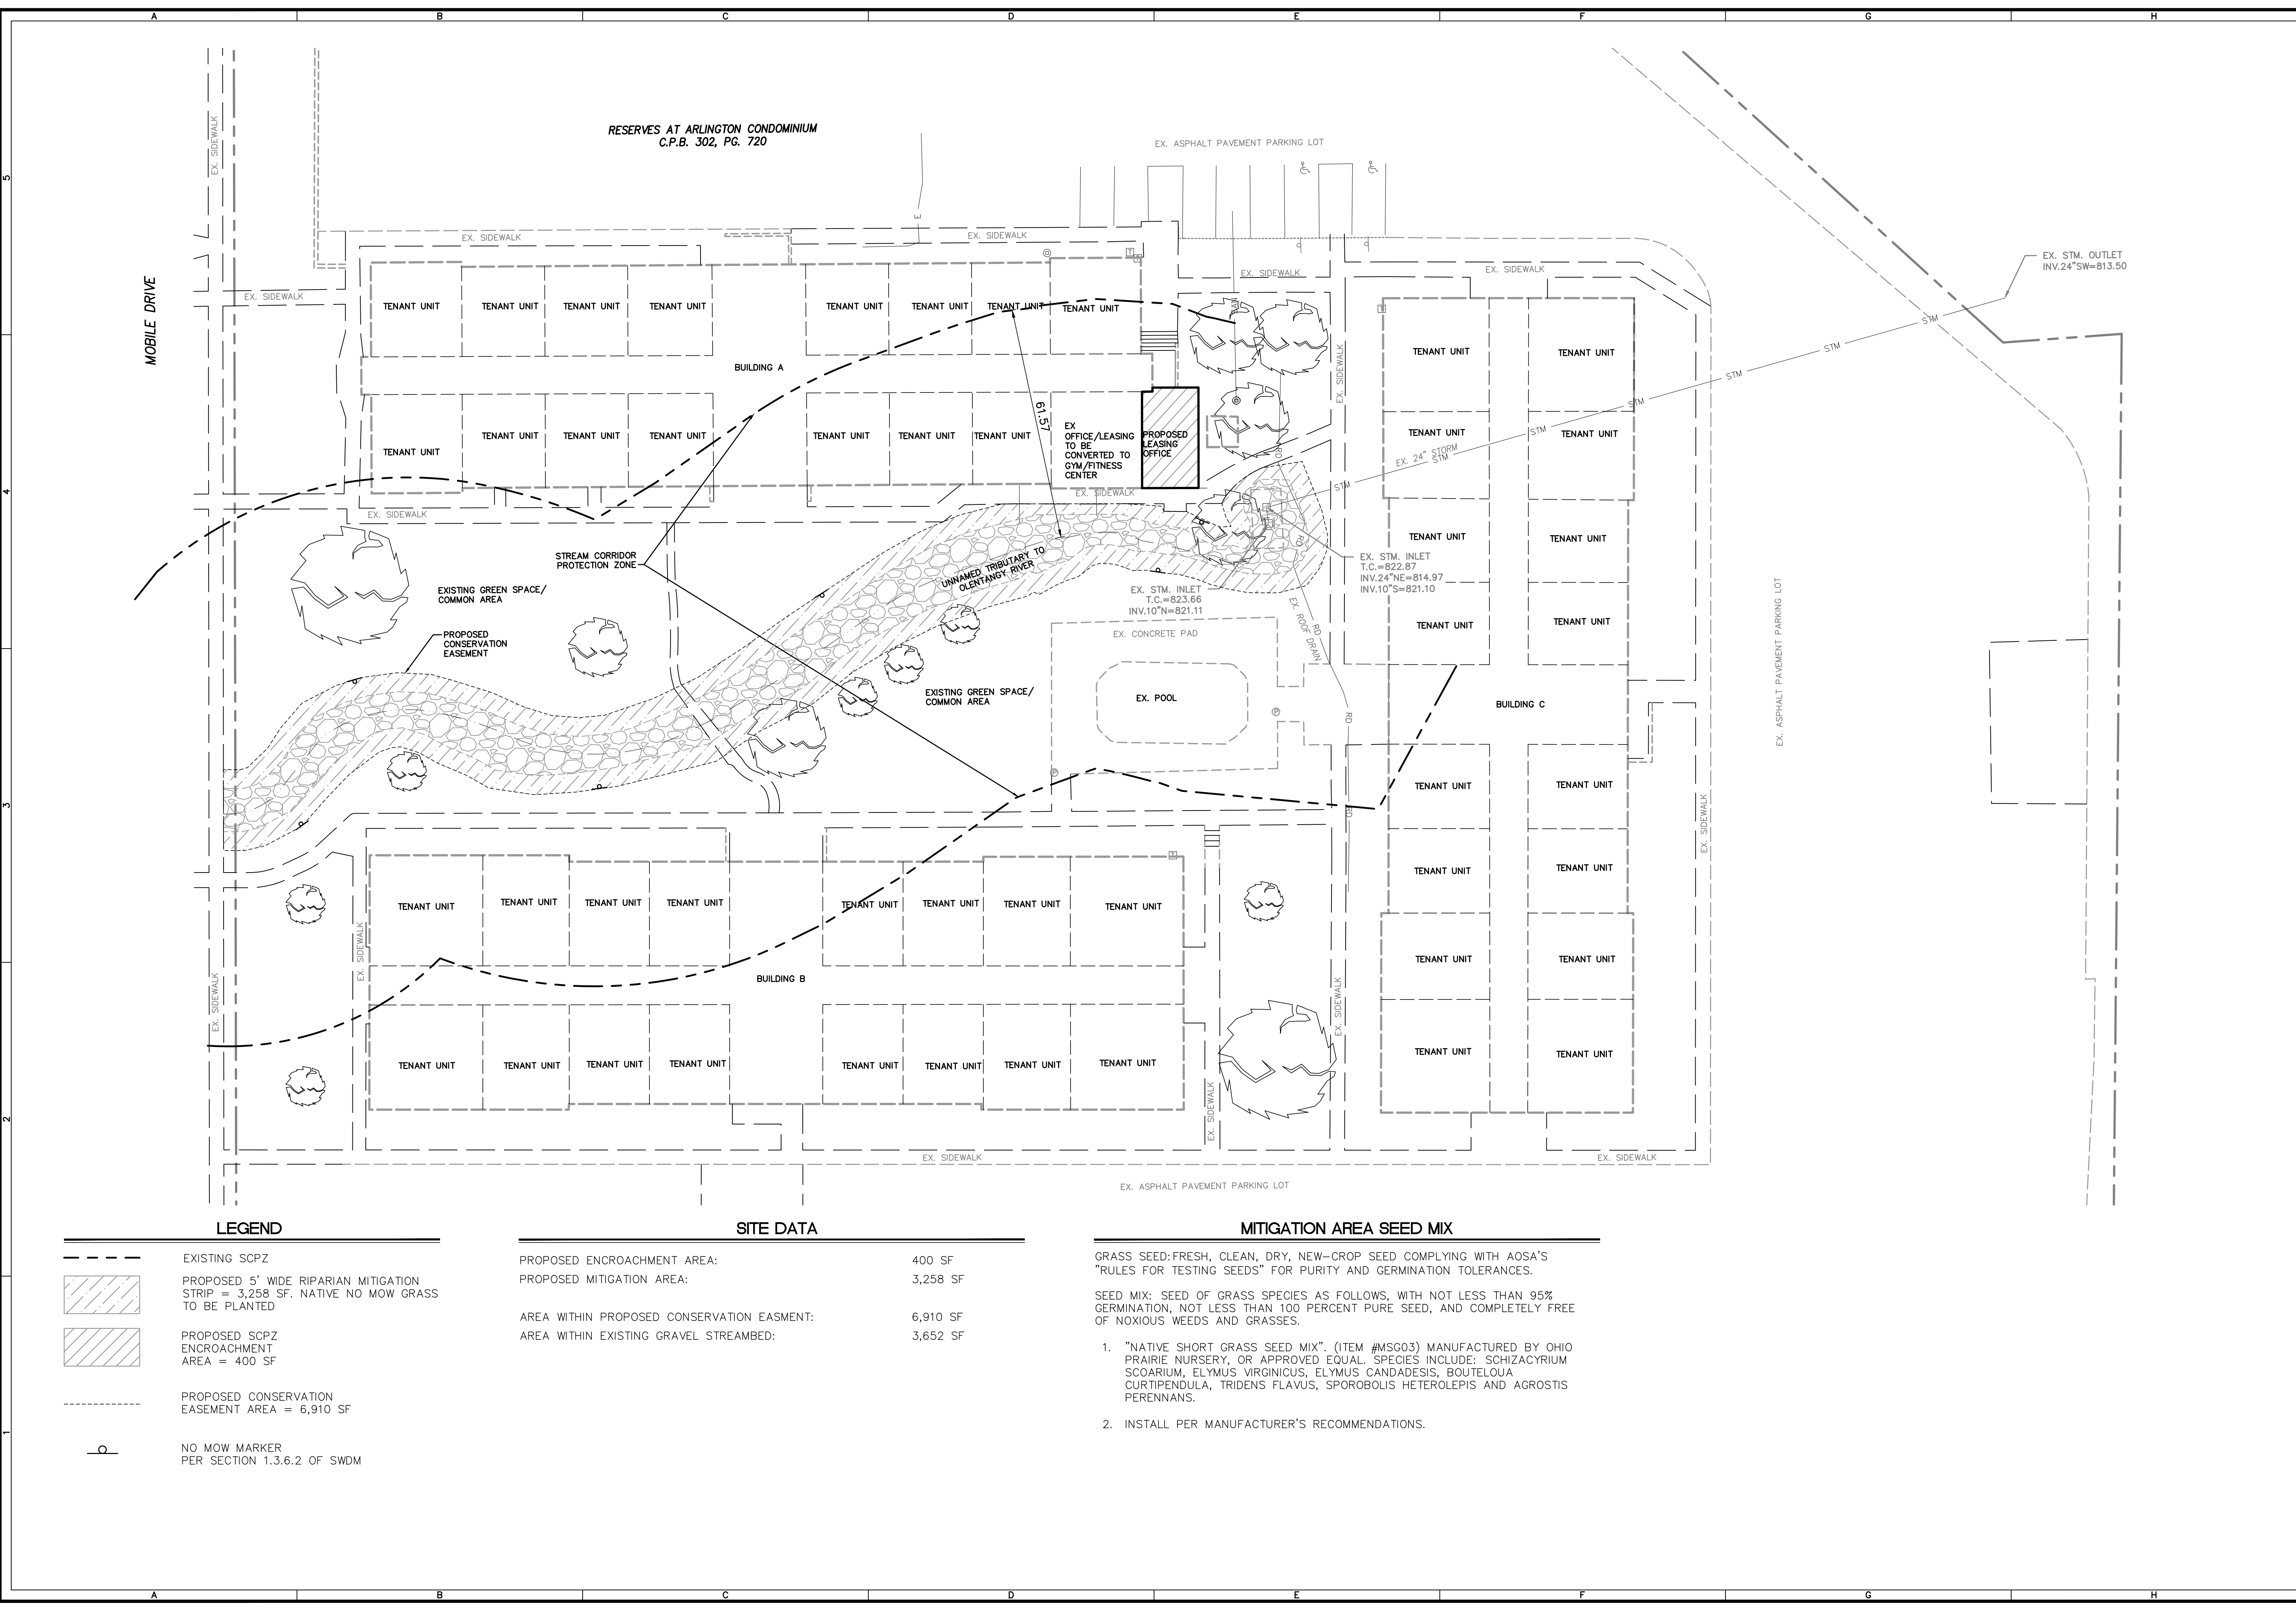 A B C D E F G H
EX. SIDEWALK
RESERVES AT ARLINGTON CONDOMINIUM
C.P.B. 302, PG. 720
EX. ASPHALT PAVEMENT PARKING LOT
5
E
EX. SIDEWALK
EX. SIDEWALK
EX. SIDEWALK
EX. SIDEWALK
EX. SIDEWALK
EX. STM. OUTLET
INV.24"SW=813.50
MOBILE DRIVE
TENANT UNIT
TENANT UNIT
TENANT UNIT
TENANT UNIT
TENANT UNIT
TENANT UNIT
TENANT UNIT
TENANT UNIT
STM
STM
STM
STM
STM
STM
STM
TENANT UNIT
TENANT UNIT
BUILDING A
EX. SIDEWALK
61.57
TENANT UNIT
TENANT UNIT
TENANT UNIT
TENANT UNIT
TENANT UNIT
TENANT UNIT
TENANT UNIT
EX
OFFICE/LEASING
TO BE
CONVERTED TO
GYM/FITNESS
CENTER
PROPOSED
LEASING
OFFICE
TENANT UNIT
TENANT UNIT
EX. 24" STORM
RD
4
EX. SIDEWALK
EX. SIDEWALK
STREAM CORRIDOR
PROTECTION ZONE
UNNAMED TRIBUTARY TO
OLENTANGY RIVER
RD
TENANT UNIT
TENANT UNIT
EX. STM. INLET
T.C.=822.87
INV.24"NE=814.97
INV.10"S=821.10
EX. STM. INLET
T.C.=823.66
INV.10"N=821.11
EXISTING GREEN SPACE/
COMMON AREA
PROPOSED
CONSERVATION
EASEMENT
EX. CONCRETE PAD
EX. ROOF DRAIN
RD
TENANT UNIT
TENANT UNIT
EX. ASPHALT PAVEMENT PARKING LOT
EXISTING GREEN SPACE/
COMMON AREA
EX. POOL
RD
BUILDING C
3
RD
TENANT UNIT
TENANT UNIT
EX. SIDEWALK
TENANT UNIT
TENANT UNIT
TENANT UNIT
TENANT UNIT
TENANT UNIT
TENANT UNIT
TENANT UNIT
TENANT UNIT
TENANT UNIT
TENANT UNIT
EX. SIDEWALK
EX. SIDEWALK
EX. SIDEWALK
BUILDING B
TENANT UNIT
TENANT UNIT
TENANT UNIT
TENANT UNIT
TENANT UNIT
TENANT UNIT
TENANT UNIT
TENANT UNIT
TENANT UNIT
TENANT UNIT
TENANT UNIT
TENANT UNIT
2
EX. SIDEWALK
EX. SIDEWALK
EX. SIDEWALK
EX. ASPHALT PAVEMENT PARKING LOT
LEGEND
EXISTING SCPZ
PROPOSED 5' WIDE RIPARIAN MITIGATION
STRIP = 3,258 SF. NATIVE NO MOW GRASS
TO BE PLANTED
PROPOSED SCPZ
ENCROACHMENT
AREA = 400 SF
PROPOSED CONSERVATION
EASEMENT AREA = 6,910 SF
NO MOW MARKER
PER SECTION 1.3.6.2 OF SWDM
SITE DATA
PROPOSED ENCROACHMENT AREA: 400 SF
PROPOSED MITIGATION AREA: 3,258 SF
AREA WITHIN PROPOSED CONSERVATION EASMENT: 6,910 SF
AREA WITHIN EXISTING GRAVEL STREAMBED: 3,652 SF
MITIGATION AREA SEED MIX
GRASS SEED: FRESH, CLEAN, DRY, NEW-CROP SEED COMPLYING WITH AOSA'S
"RULES FOR TESTING SEEDS" FOR PURITY AND GERMINATION TOLERANCES.
SEED MIX: SEED OF GRASS SPECIES AS FOLLOWS, WITH NOT LESS THAN 95%
GERMINATION, NOT LESS THAN 100 PERCENT PURE SEED, AND COMPLETELY FREE
OF NOXIOUS WEEDS AND GRASSES.
1. "NATIVE SHORT GRASS SEED MIX". (ITEM #MSG03) MANUFACTURED BY OHIO
PRAIRIE NURSERY, OR APPROVED EQUAL. SPECIES INCLUDE: SCHIZACYRIUM
SCOARIUM, ELYMUS VIRGINICUS, ELYMUS CANDADESIS, BOUTELOUA
CURTIPENDULA, TRIDENS FLAVUS, SPOROBOLIS HETEROLEPIS AND AGROSTIS
PERENNANS.
2. INSTALL PER MANUFACTURER'S RECOMMENDATIONS.
1
A B C D E F G H